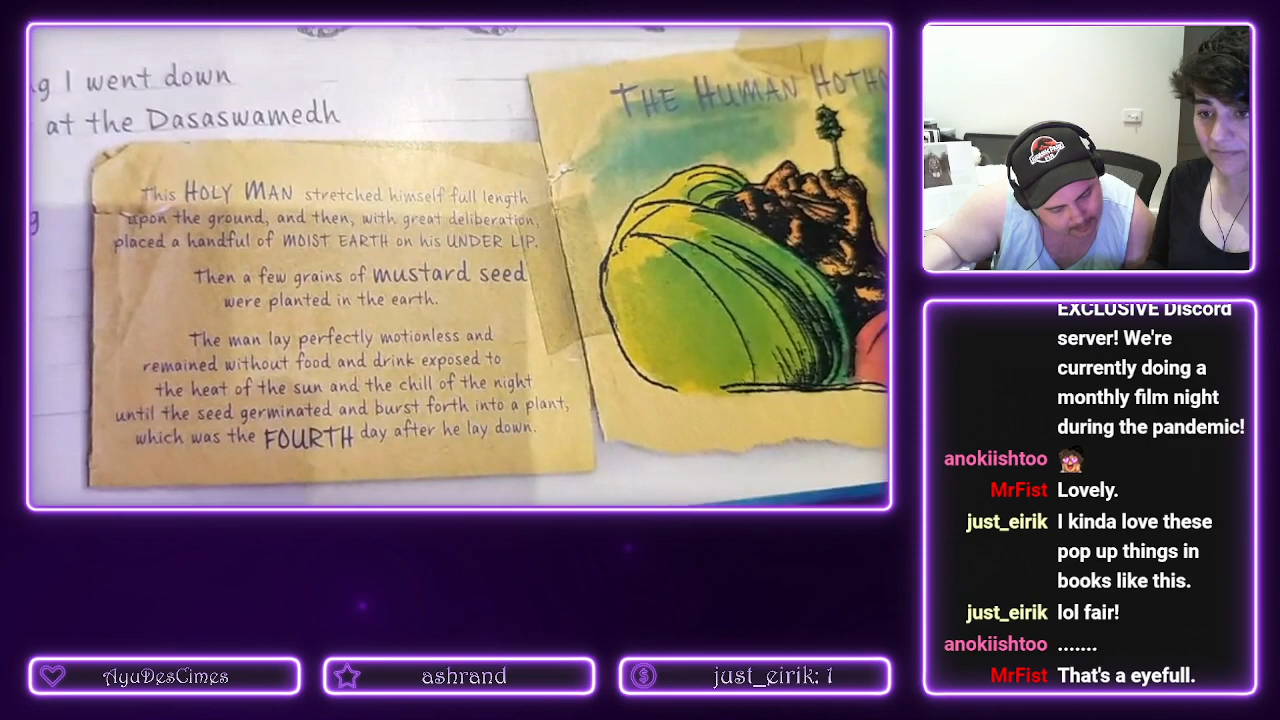 g I went down
at the Dasaswamedh
This HOLY MAN stretched himself full length
upon the ground, and then, with great deliberation,
placed a handful of MOIST EARTH on his UNDER LIP.
Then a few grains of mustard seed
were planted in the earth.
The man lay perfectly motionless and
remained without food and drink exposed to
the heat of the sun and the chill of the night
until the seed germinated and burst forth into a plant,
which was the FOURTH day after he lay down.
THE HUMAN HOTHO
EXCLUSIVE Discord
server! We're
currently doing a
monthly film night
during the pandemic!
anokiishtoo
MrFist Lovely.
just_eirik I kinda love these
pop up things in
books like this.
just_eirik lol fair!
anokiishtoo .......
MrFist That's a eyefull.
AyuDesCimes
ashrand
just_eirik: 1